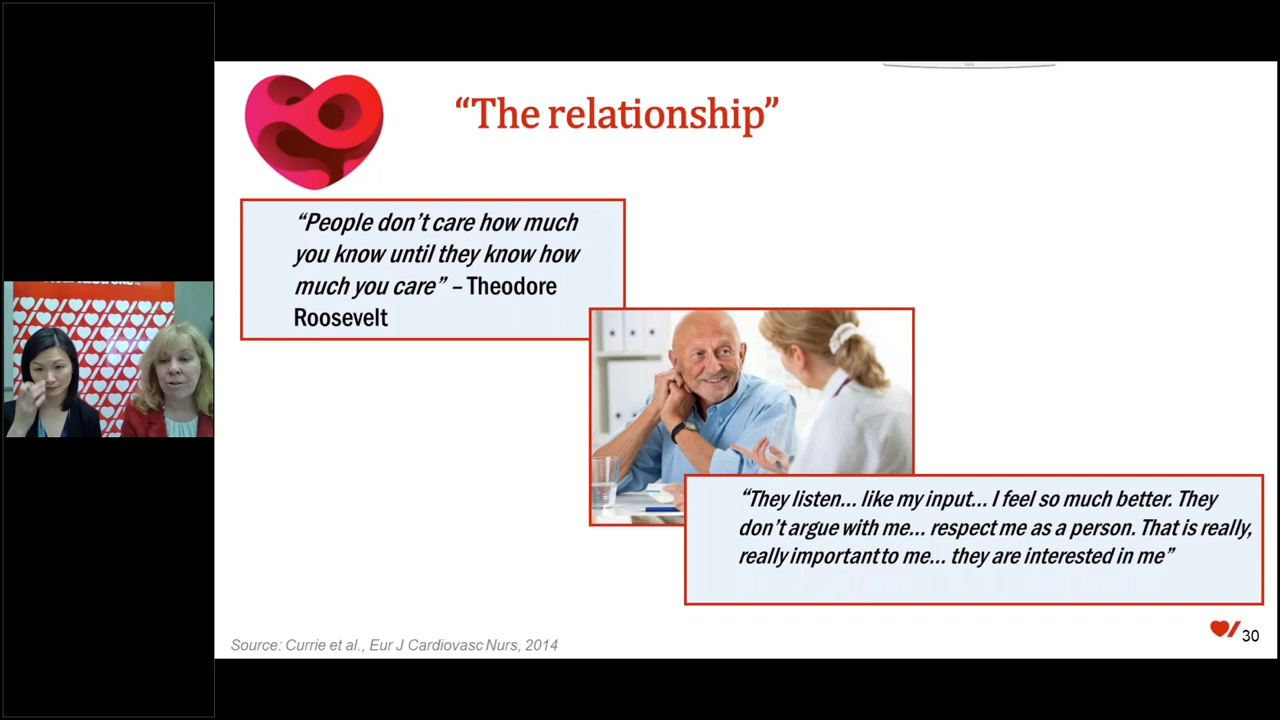 “The relationship”
“People don’t care how much
you know until they know how
much you care” – Theodore
Roosevelt
“They listen... like my input... I feel so much better. They
don’t argue with me... respect me as a person. That is really,
really important to me... they are interested in me”
Source: Currie et al., Eur J Cardiovasc Nurs, 2014
30